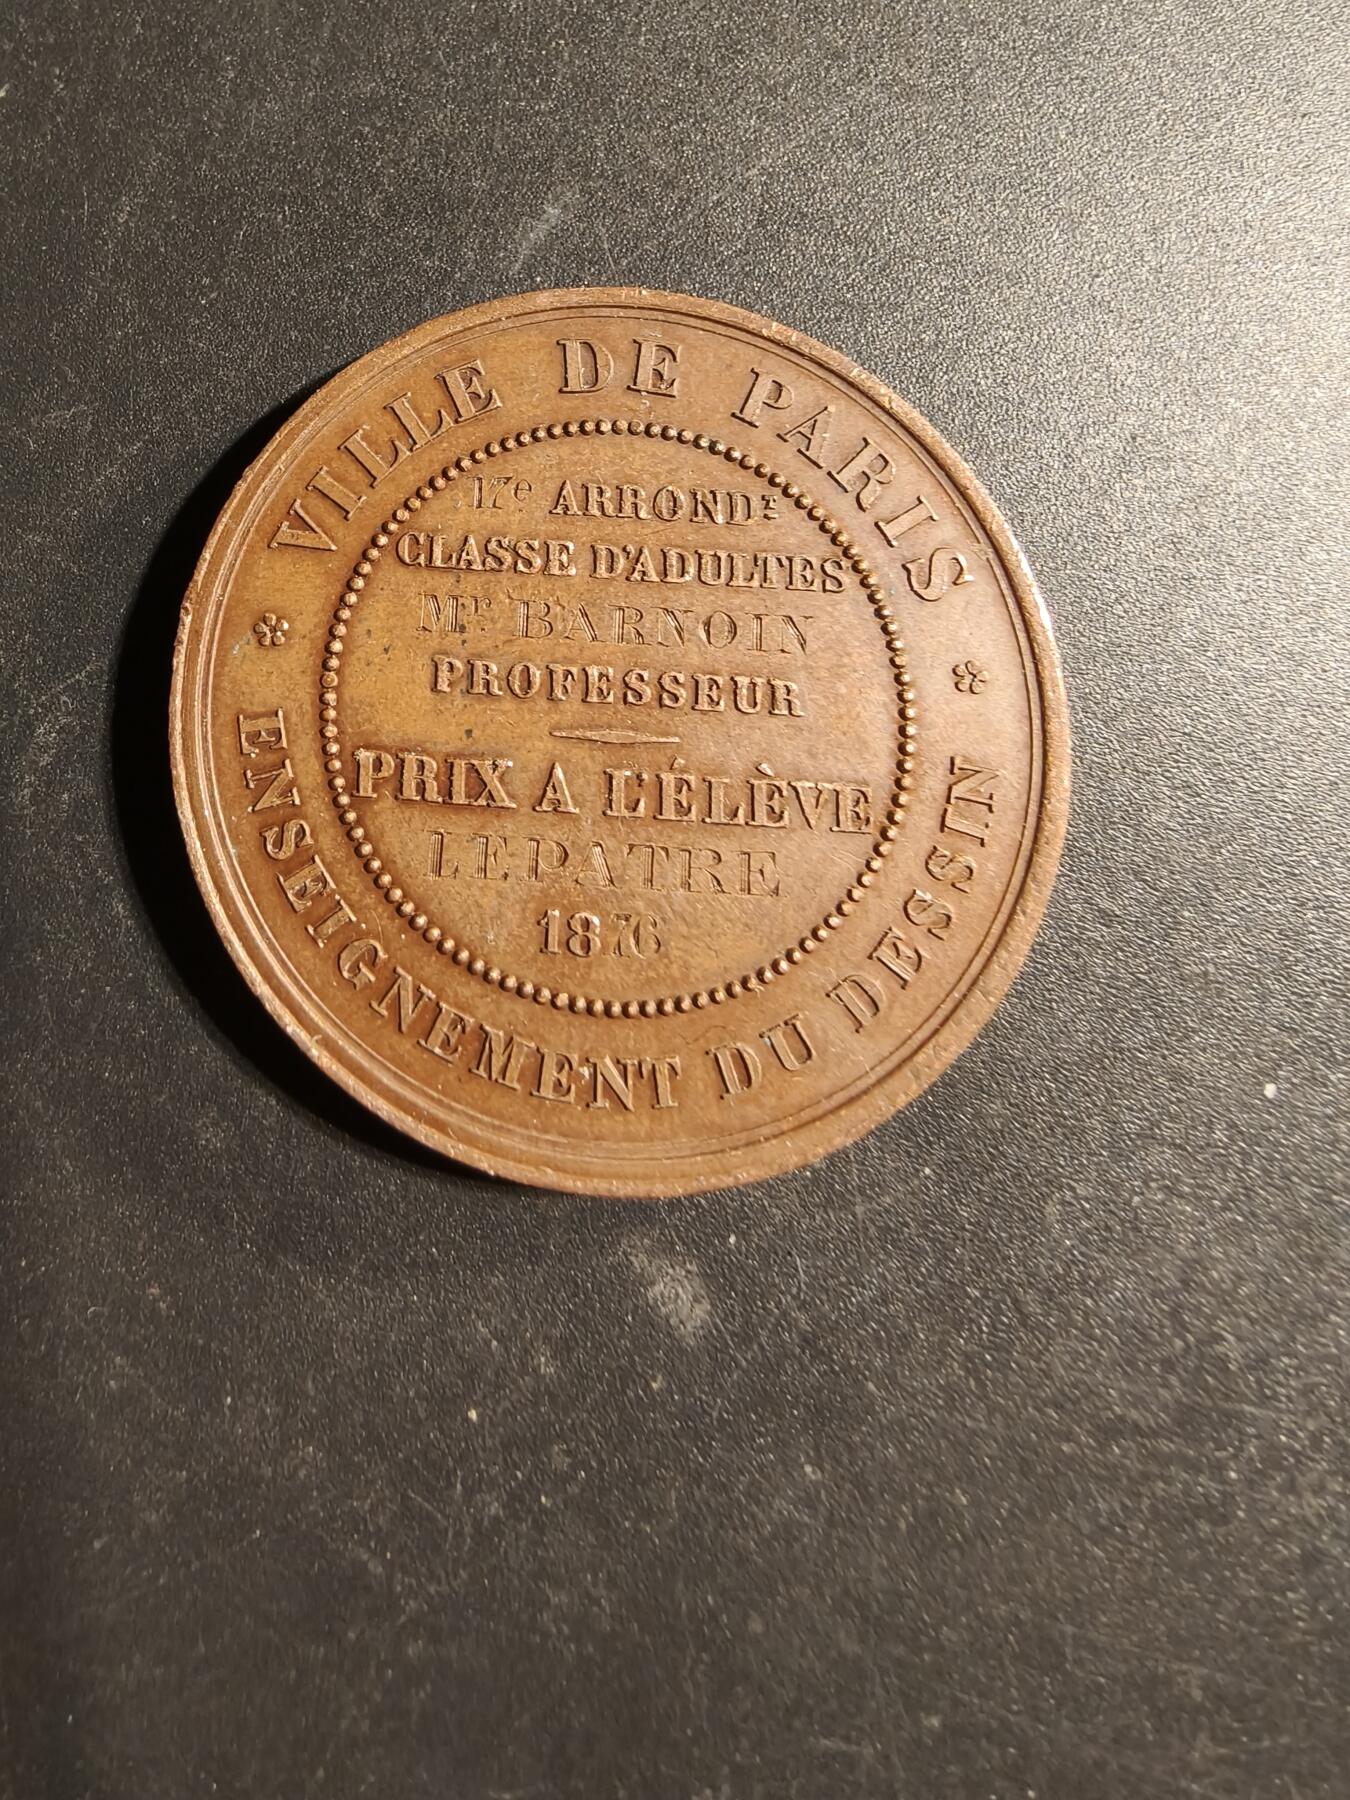 VILLE DE PARIS
17e ARRONDT
CLASSE D'ADULTES
Mr BARNOIN
PROFESSEUR
PRIX A L'ÉLÈVE
LEPATRE
1876
ENSEIGNEMENT DU DESSIN